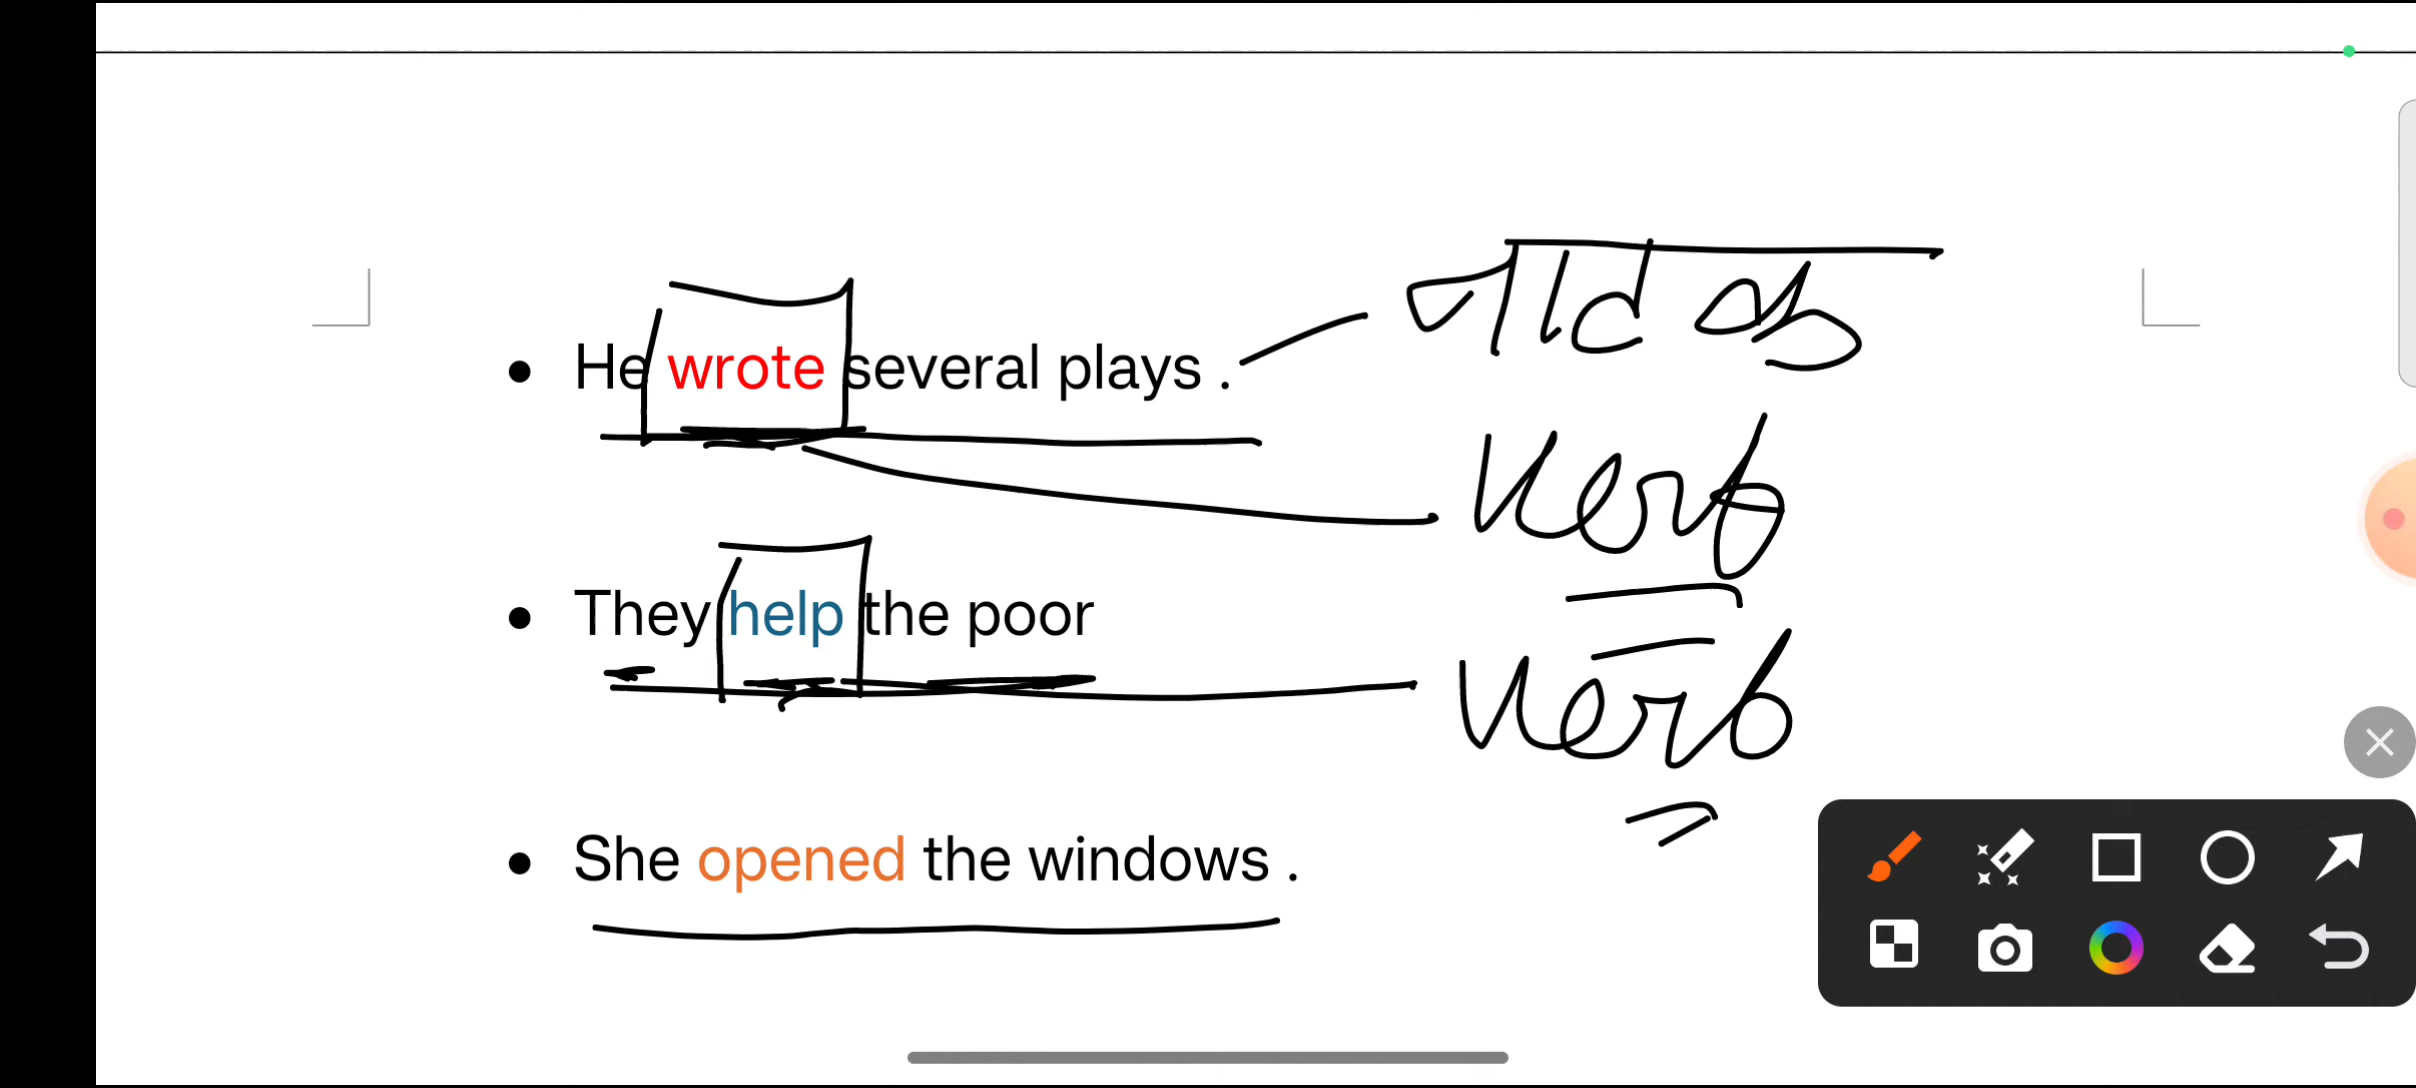 • He wrote several plays .
verb
• They help the poor
verb
• She opened the windows .